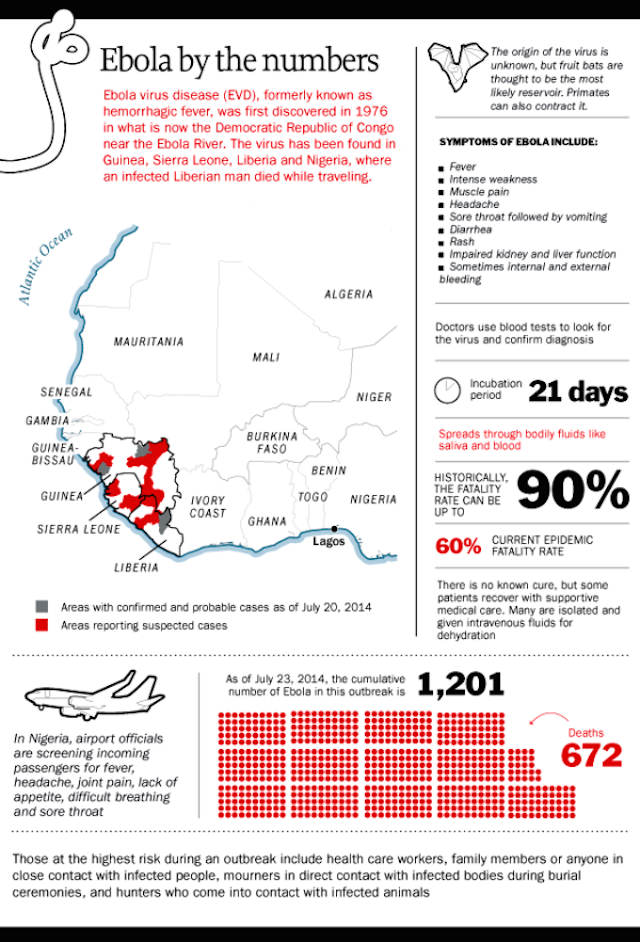 Ebola by the numbers
Ebola virus disease (EVD), formerly known as
hemorrhagic fever, was first discovered in 1976
in what is now the Democratic Republic of Congo
near the Ebola River. The virus has been found in
Guinea, Sierra Leone, Liberia and Nigeria, where
an infected Liberian man died while traveling.
Atlantic Ocean
ALGERIA
MAURITANIA
MALI
NIGER
SENEGAL
GAMBIA
GUINEA-
BISSAU
BURKINA
FASO
BENIN
GUINEA
IVORY
COAST
TOGO
NIGERIA
GHANA
SIERRA LEONE
Lagos
LIBERIA
Areas with confirmed and probable cases as of July 20, 2014
Areas reporting suspected cases
The origin of the virus is
unknown, but fruit bats are
thought to be the most
likely reservoir. Primates
can also contract it.
SYMPTOMS OF EBOLA INCLUDE:
Fever
Intense weakness
Muscle pain
Headache
Sore throat followed by vomiting
Diarrhea
Rash
Impaired kidney and liver function
Sometimes internal and external
bleeding
Doctors use blood tests to look for
the virus and confirm diagnosis
Incubation
period
21 days
Spreads through bodily fluids like
saliva and blood
HISTORICALLY,
THE FATALITY
RATE CAN BE
UP TO
90%
60%
CURRENT EPIDEMIC
FATALITY RATE
There is no known cure, but some
patients recover with supportive
medical care. Many are isolated and
given intravenous fluids for
dehydration
In Nigeria, airport officials
are screening incoming
passengers for fever,
headache, joint pain, lack of
appetite, difficult breathing
and sore throat
As of July 23, 2014, the cumulative
number of Ebola in this outbreak is
1,201
Deaths
672
Those at the highest risk during an outbreak include health care workers, family members or anyone in
close contact with infected people, mourners in direct contact with infected bodies during burial
ceremonies, and hunters who come into contact with infected animals